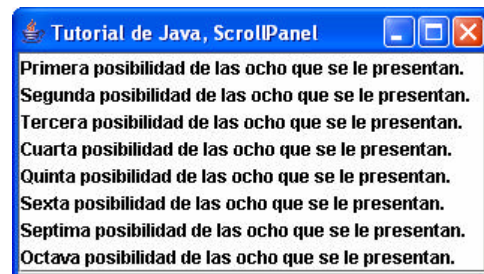 Tutorial de Java, ScrollPanel
Primera posibilidad de las ocho que se le presentan.
Segunda posibilidad de las ocho que se le presentan.
Tercera posibilidad de las ocho que se le presentan.
Cuarta posibilidad de las ocho que se le presentan.
Quinta posibilidad de las ocho que se le presentan.
Sexta posibilidad de las ocho que se le presentan.
Septima posibilidad de las ocho que se le presentan.
Octava posibilidad de las ocho que se le presentan.